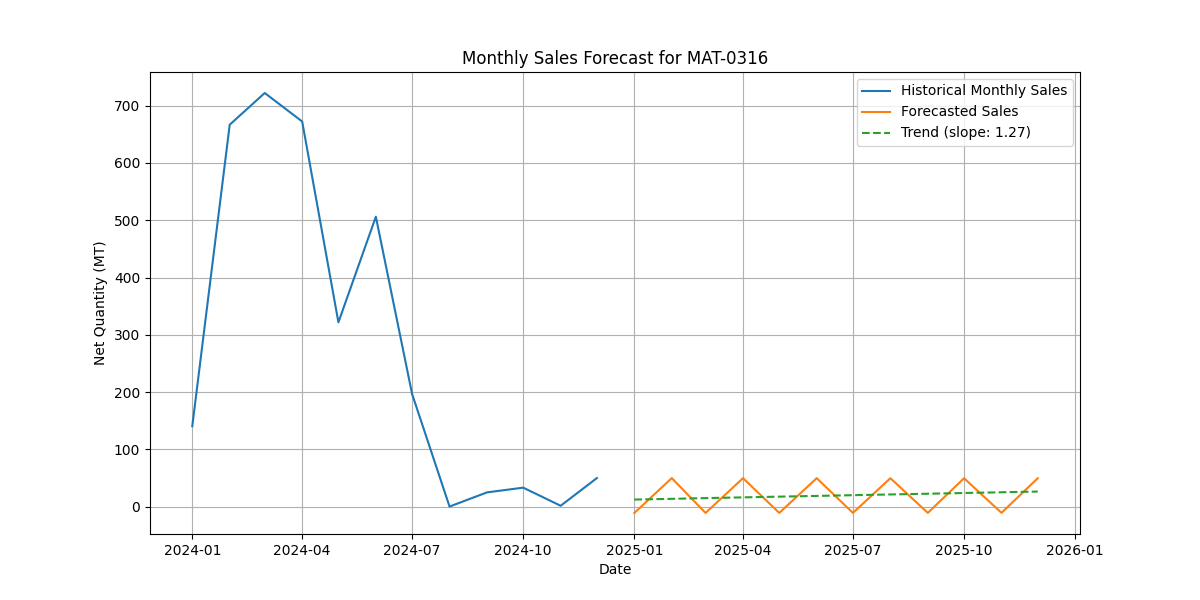 Monthly Sales Forecast for MAT-0316
Historical Monthly Sales
Forecasted Sales
Trend (slope: 1.27)
Net Quantity (MT)
700
600
500
400
300
200
100
0
2024-01 2024-04 2024-07 2024-10 2025-01 2025-04 2025-07 2025-10 2026-01
Date